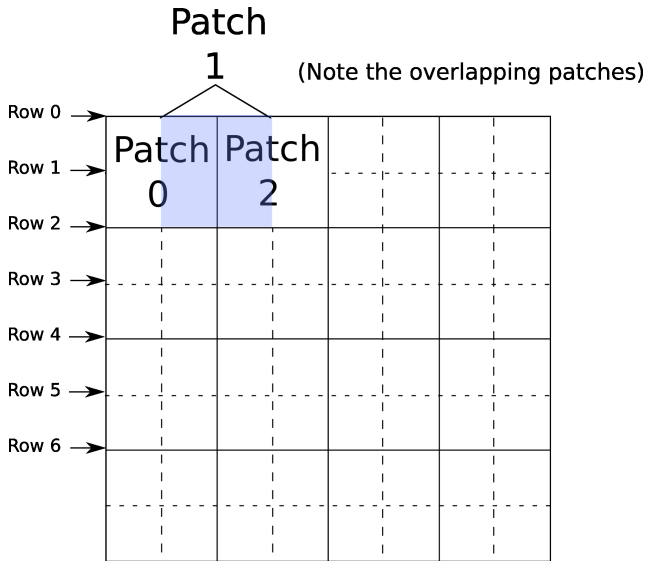 Patch
1
(Note the overlapping patches)
Row 0
Patch Patch
Row 1
0 2
Row 2
Row 3
Row 4
Row 5
Row 6